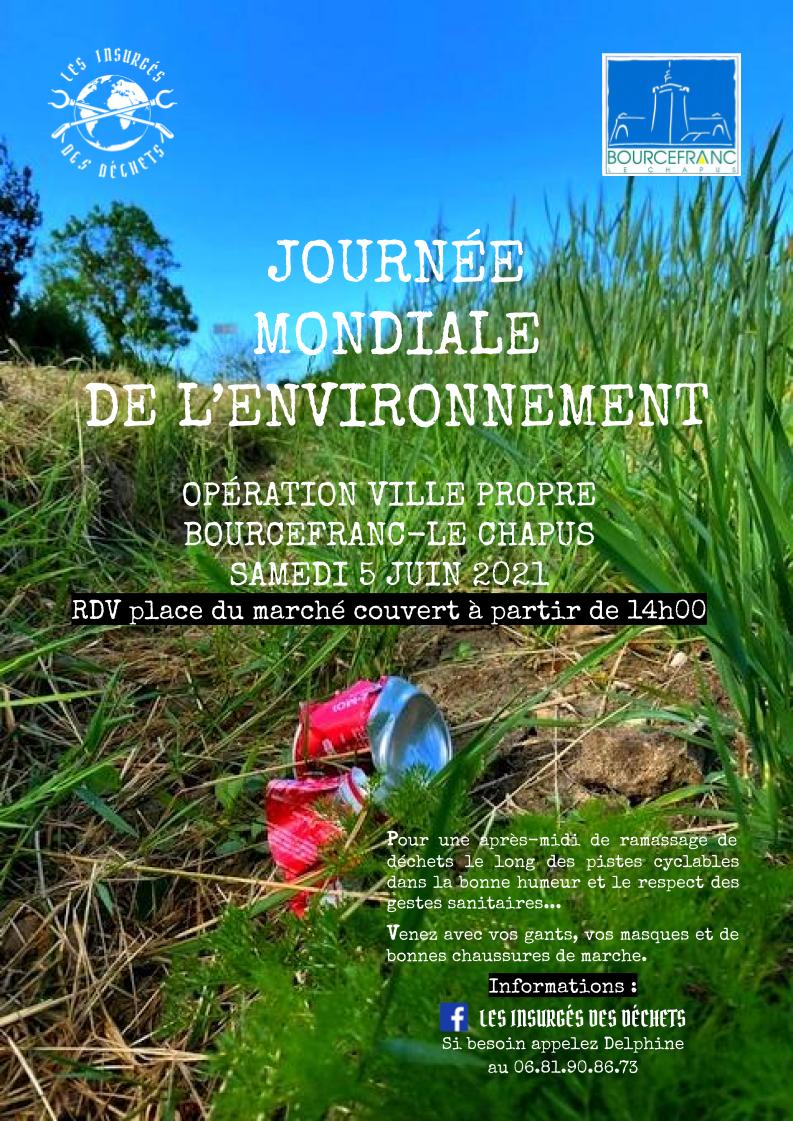 LES INSURGÉS
DES DÉCHETS
BOURCEFRANC
LE CHAPUS
JOURNÉE
MONDIALE
DE L'ENVIRONNEMENT
OPÉRATION VILLE PROPRE
BOURCEFRANC-LE CHAPUS
SAMEDI 5 JUIN 2021
RDV place du marché couvert à partir de 14h00
Pour une après-midi de ramassage de
déchets le long des pistes cyclables
dans la bonne humeur et le respect des
gestes sanitaires...
Venez avec vos gants, vos masques et de
bonnes chaussures de marche.
Informations :
LES INSURGÉS DES DÉCHETS
Si besoin appelez Delphine
au 06.81.90.86.73